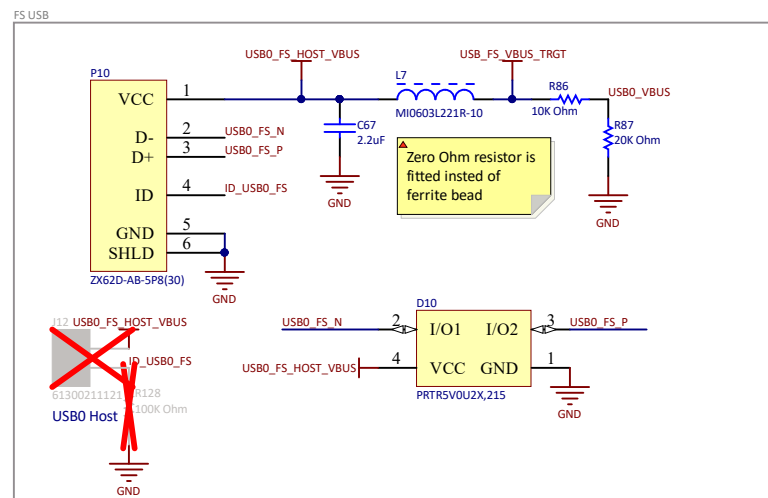 FS USB
USB0_FS_HOST_VBUS
USB_FS_VBUS_TRGT
P10
L7
R86
USB0_VBUS
1
VCC
MI0603L221R-10
10K Ohm
R87
20K Ohm
C67
2.2uF
2
D-
USB0_FS_N
3
D+
USB0_FS_P
Zero Ohm resistor is
fitted insted of
ferrite bead
4
ID
ID_USB0_FS
GND
GND
5
GND
6
SHLD
ZX62D-AB-5P8(30)
GND
D10
J12 USB0_FS_HOST_VBUS
USB0_FS_N
2
I/O1
I/O2
3
USB0_FS_P
ID_USB0_FS
USB0_FS_HOST_VBUS
4
VCC
GND
1
61300211121
R128
100K Ohm
PRTR5V0U2X,215
USB0 Host
GND
GND